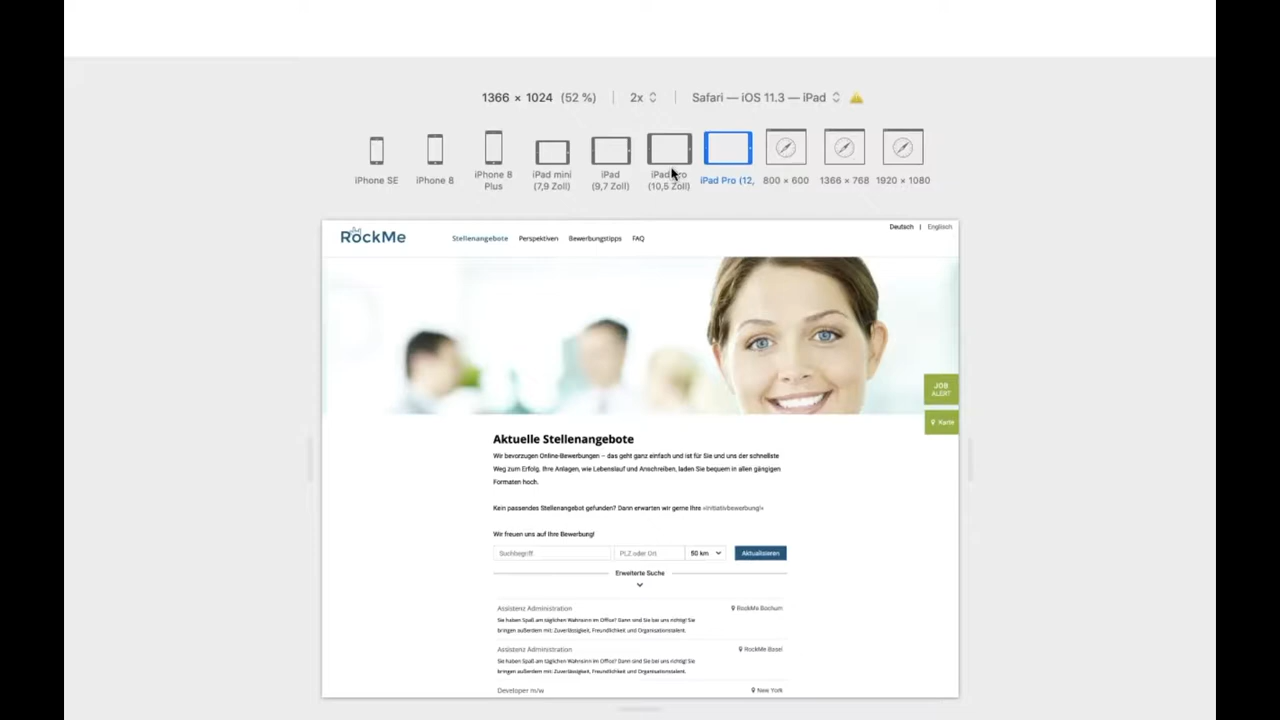 1366 × 1024 (52 %) 2x Safari — iOS 11.3 — iPad
iPhone SE
iPhone 8
iPhone 8
Plus
iPad mini
(7,9 Zoll)
iPad
(9,7 Zoll)
iPad Pro
(10,5 Zoll)
iPad Pro (12,
800 × 600
1366 × 768
1920 × 1080
Deutsch | Englisch
RockMe
Stellenangebote Perspektiven Bewerbungstipps FAQ
JOB
ALERT
Karte
Aktuelle Stellenangebote
Wir bevorzugen Online-Bewerbungen – das geht ganz einfach und ist für Sie und uns der schnellste
Weg zum Erfolg. Ihre Anlagen, wie Lebenslauf und Anschreiben, laden Sie bequem in allen gängigen
Formaten hoch.
Kein passendes Stellenangebot gefunden? Dann erwarten wir gerne Ihre »Initiativbewerbung!«
Wir freuen uns auf Ihre Bewerbung!
Suchbegriff PLZ oder Ort 50 km Aktualisieren
Erweiterte Suche
Assistenz Administration RockMe Bochum
Sie haben Spaß am täglichen Wahnsinn im Office? Dann sind Sie bei uns richtig! Sie
bringen außerdem mit: Zuverlässigkeit, Freundlichkeit und Organisationstalent.
Assistenz Administration RockMe Basel
Sie haben Spaß am täglichen Wahnsinn im Office? Dann sind Sie bei uns richtig! Sie
bringen außerdem mit: Zuverlässigkeit, Freundlichkeit und Organisationstalent.
Developer m/w New York